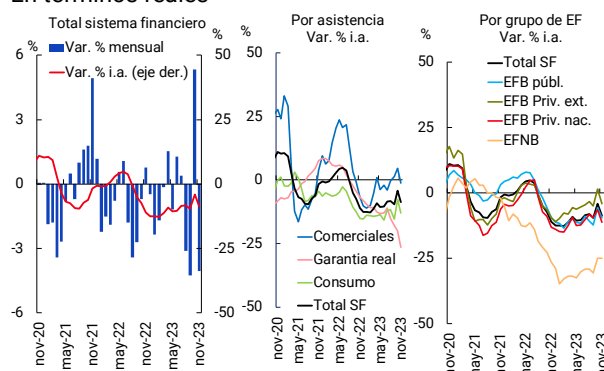 En términos reales
Total sistema financiero
%
Var. % mensual
Var. % i.a. (eje der.)
%
6
3
0
-3
-6
50
25
0
-25
-50
nov-20
may-21
nov-21
may-22
nov-22
may-23
nov-23
Por asistencia
Var. % i.a.
%
50
25
0
-25
-50
Comerciales
Garantia real
Consumo
Total SF
nov-20
may-21
nov-21
may-22
nov-22
may-23
nov-23
Por grupo de EF
Var. % i.a.
%
50
25
0
-25
-50
Total SF
EFB públ.
EFB Priv. ext.
EFB Priv. nac.
EFNB
nov-20
may-21
nov-21
may-22
nov-22
may-23
nov-23